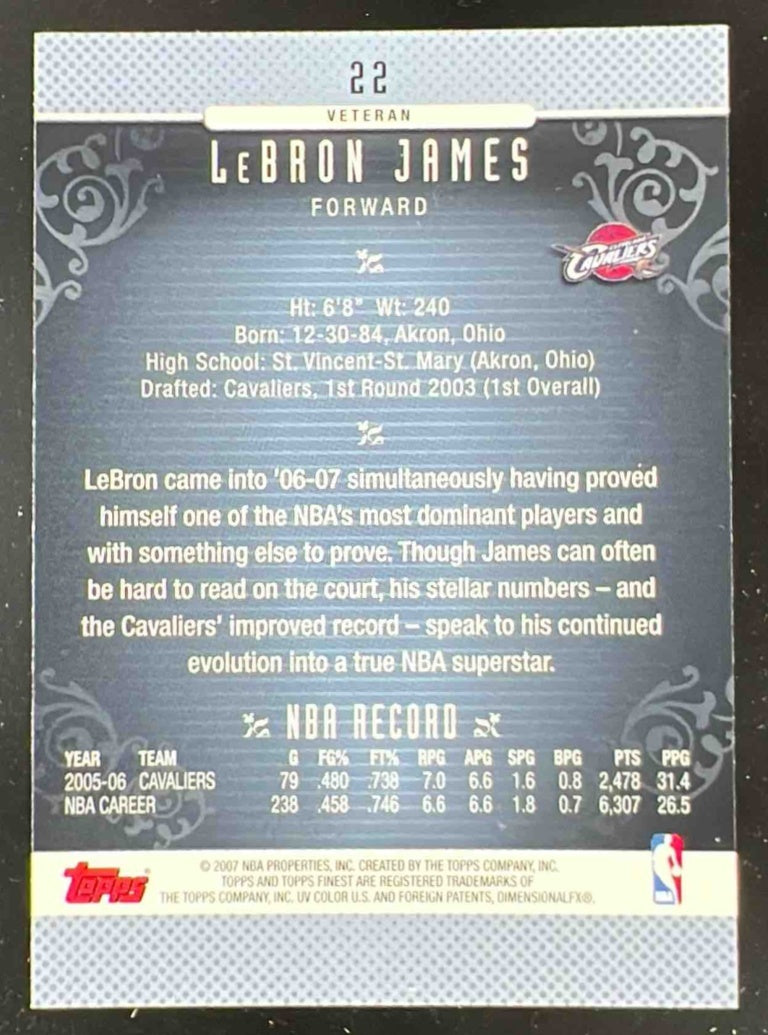 22
VETERAN
LEBRON JAMES
FORWARD
CAVALIERS
Ht: 6'8" Wt: 240
Born: 12-30-84, Akron, Ohio
High School: St. Vincent-St. Mary (Akron, Ohio)
Drafted: Cavaliers, 1st Round 2003 (1st Overall)
LeBron came into '06-07 simultaneously having proved
himself one of the NBA's most dominant players and
with something else to prove. Though James can often
be hard to read on the court, his stellar numbers – and
the Cavaliers' improved record – speak to his continued
evolution into a true NBA superstar.
NBA RECORD
YEAR TEAM G FG% FT% RPG APG SPG BPG PTS PPG
2005-06 CAVALIERS 79 .480 .738 7.0 6.6 1.6 0.8 2,478 31.4
NBA CAREER 238 .458 .746 6.6 6.6 1.8 0.7 6,307 26.5
Topps®
© 2007 NBA PROPERTIES, INC. CREATED BY THE TOPPS COMPANY, INC.
TOPPS AND TOPPS FINEST ARE REGISTERED TRADEMARKS OF
THE TOPPS COMPANY, INC. UV COLOR U.S. AND FOREIGN PATENTS, DIMENSIONALFX®.
NBA